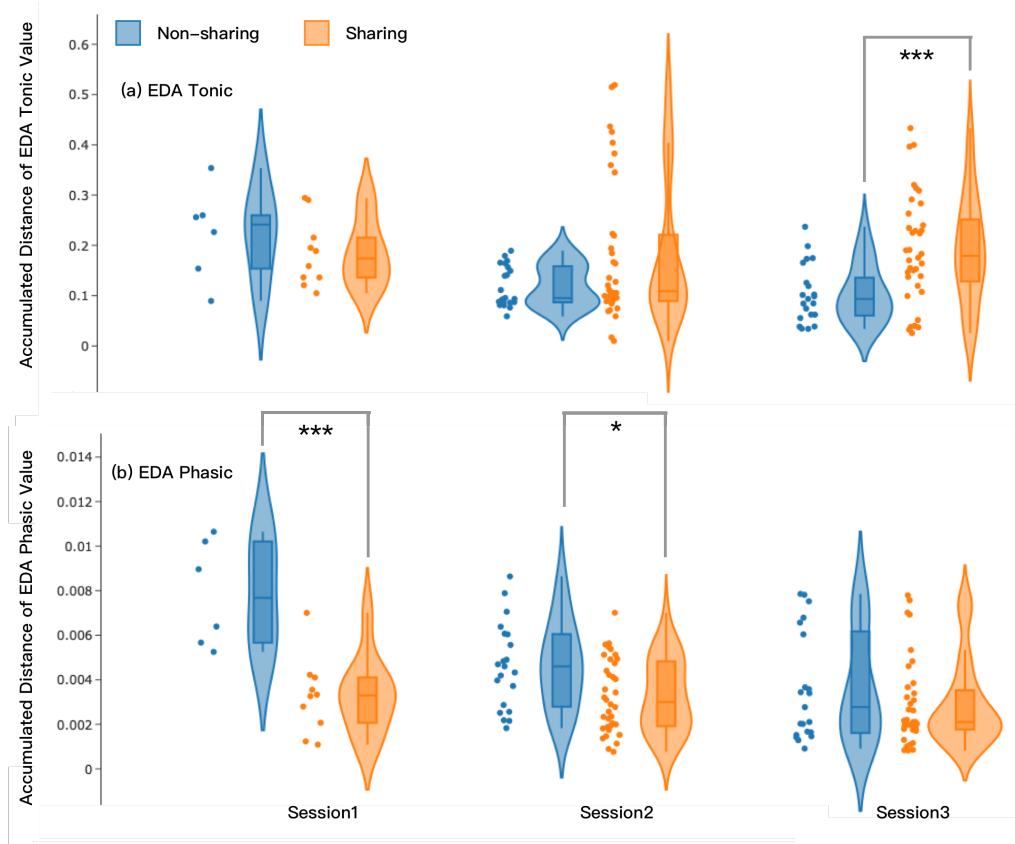 Non-sharing
Sharing
Accumulated Distance of EDA Tonic Value
(a) EDA Tonic
0.6
0.5
0.4
0.3
0.2
0.1
0
***
Accumulated Distance of EDA Phasic Value
(b) EDA Phasic
0.014
0.012
0.01
0.008
0.006
0.004
0.002
0
***
*
Session1
Session2
Session3